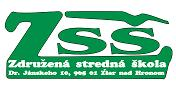 ZSŠ
Združená stredná škola
Dr. Jánskeho 10, 965 01 Žiar nad Hronom